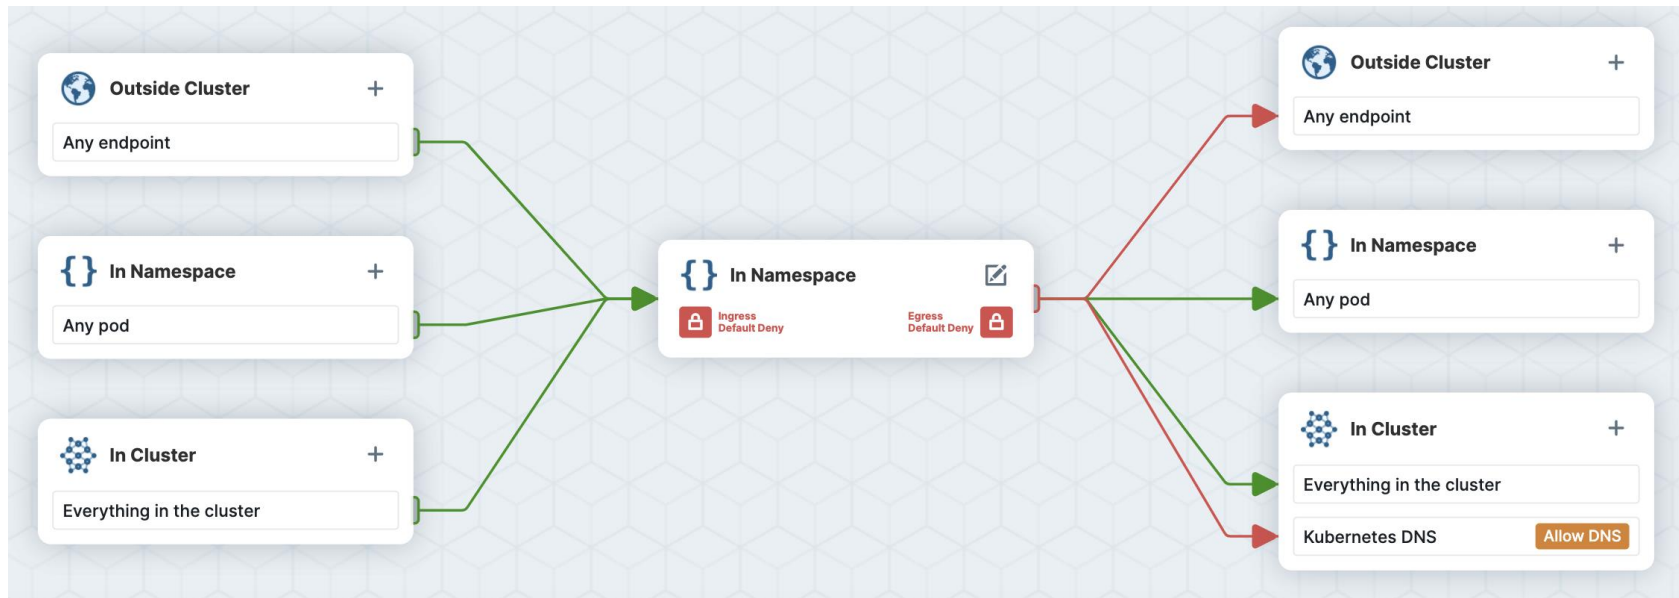 Outside Cluster
Any endpoint
In Namespace
Any pod
In Cluster
Everything in the cluster
In Namespace
Ingress
Default Deny
Egress
Default Deny
Outside Cluster
Any endpoint
In Namespace
Any pod
In Cluster
Everything in the cluster
Kubernetes DNS Allow DNS